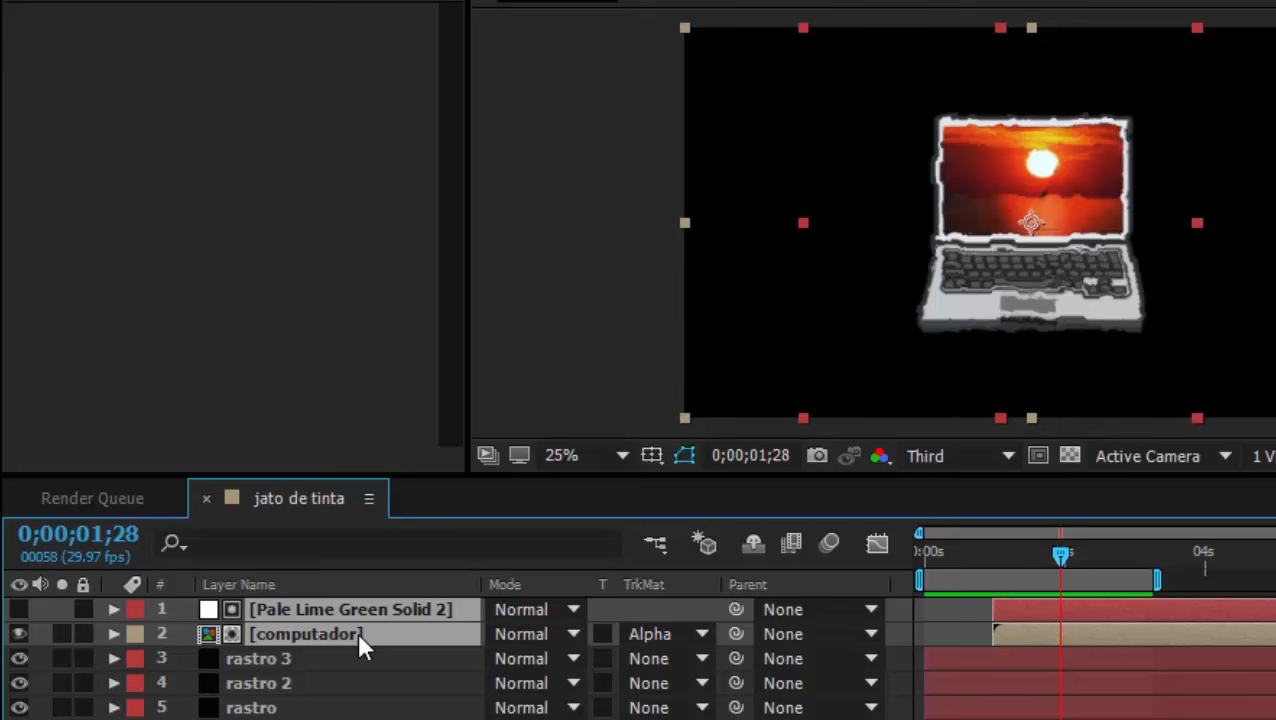 25%
0;00;01;28
Third
Active Camera
1 V
Render Queue
× jato de tinta
0;00;01;28
00058 (29.97 fps)
):00s
04s
# Layer Name Mode T TrkMat Parent
1 [Pale Lime Green Solid 2] Normal None
2 [computador] Normal Alpha None
3 rastro 3 Normal None None
4 rastro 2 Normal None None
5 rastro Normal None None